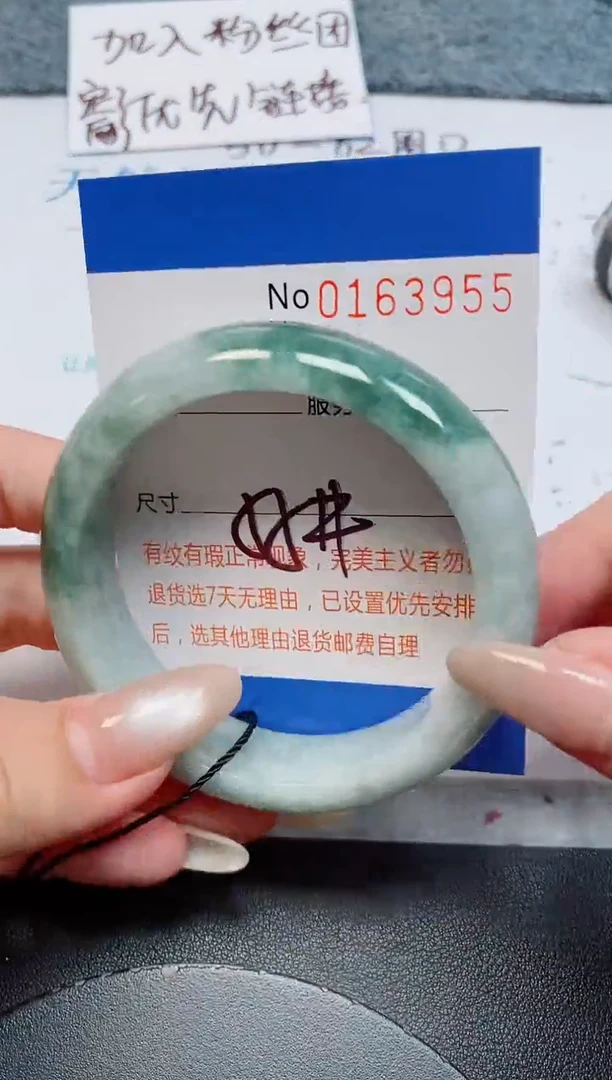 加入粉丝团
优先链接
No 0163955
服务
尺寸
有纹有瑕正常现象，完美主义者勿
退货选7天无理由，已设置优先安排
后，选其他理由退货邮费自理